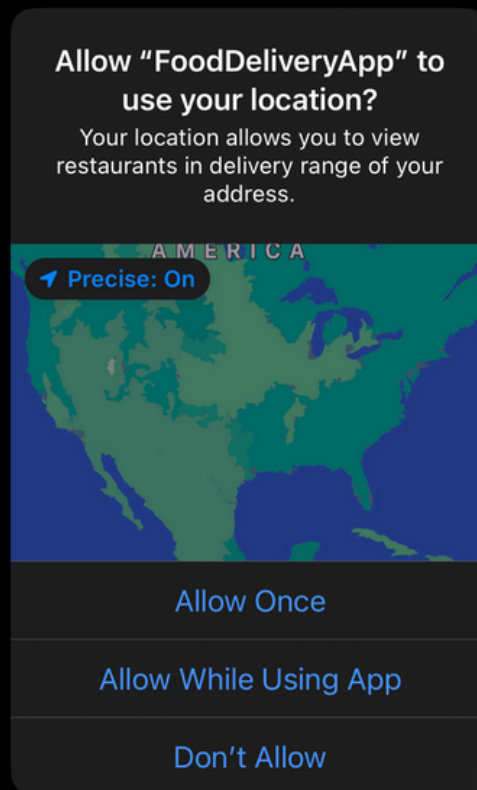 Allow “FoodDeliveryApp” to
use your location?
Your location allows you to view
restaurants in delivery range of your
address.
AMERICA
Precise: On
Allow Once
Allow While Using App
Don’t Allow